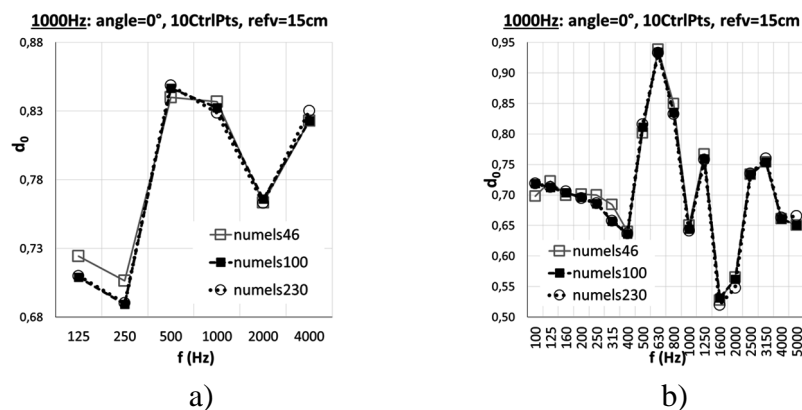 1000Hz: angle=0°, 10CtrlPts, refv=15cm
0,88
0,83
0,78
0,73
0,68
d0
numels46
numels100
numels230
125 250 500 1000 2000 4000
f (Hz)
a)
1000Hz: angle=0°, 10CtrlPts, refv=15cm
0,95
0,90
0,85
0,80
0,75
0,70
0,65
0,60
0,55
0,50
d0
numels46
numels100
numels230
100 125 160 200 250 315 400 500 630 800 1000 1250 1600 2000 2500 3150 4000 5000
f (Hz)
b)